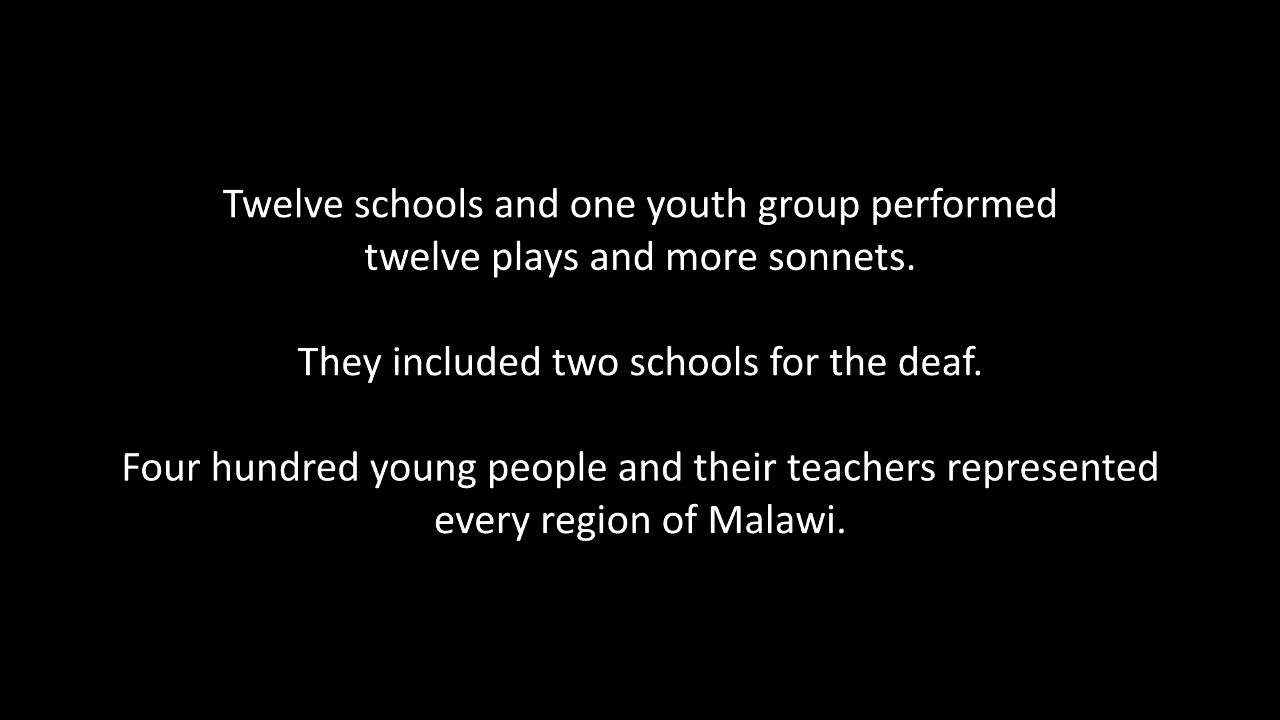 Twelve schools and one youth group performed
twelve plays and more sonnets.
They included two schools for the deaf.
Four hundred young people and their teachers represented
every region of Malawi.